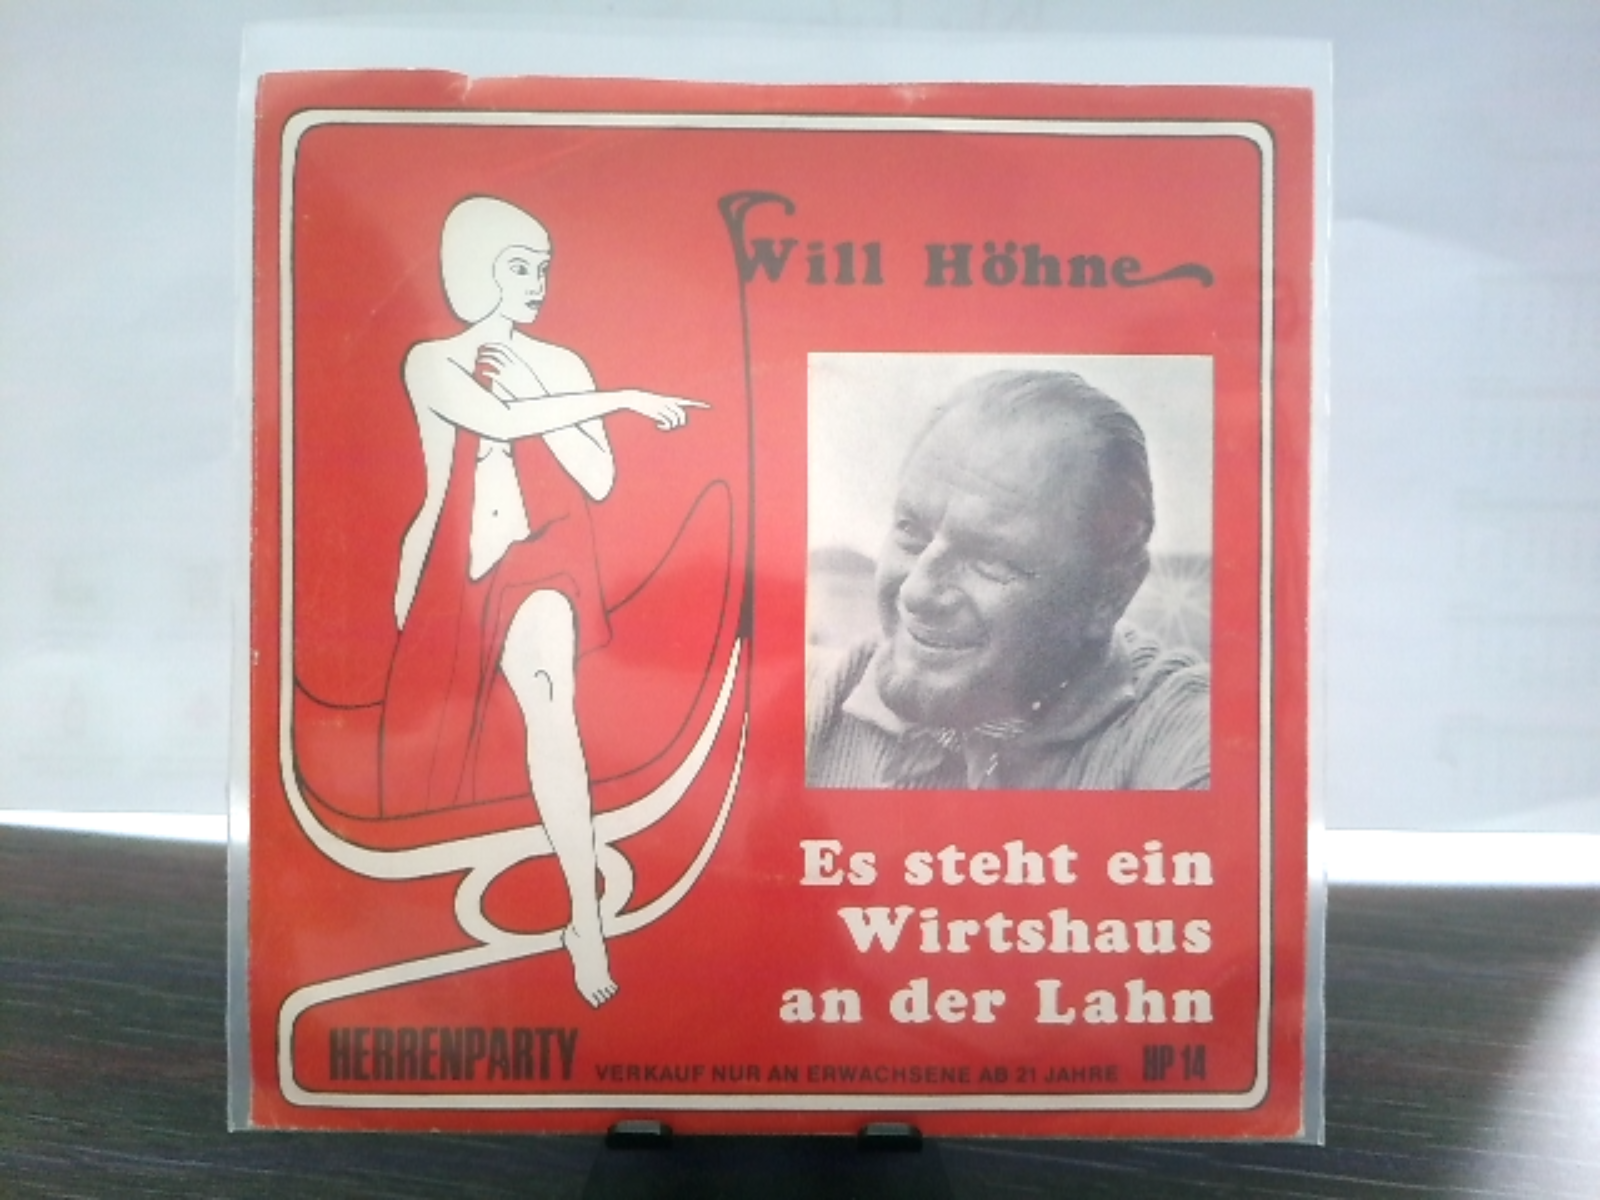 Will Höhne
Es steht ein
Wirtshaus
an der Lahn
HERRENPARTY VERKAUF NUR AN ERWACHSENE AB 21 JAHRE HP 14